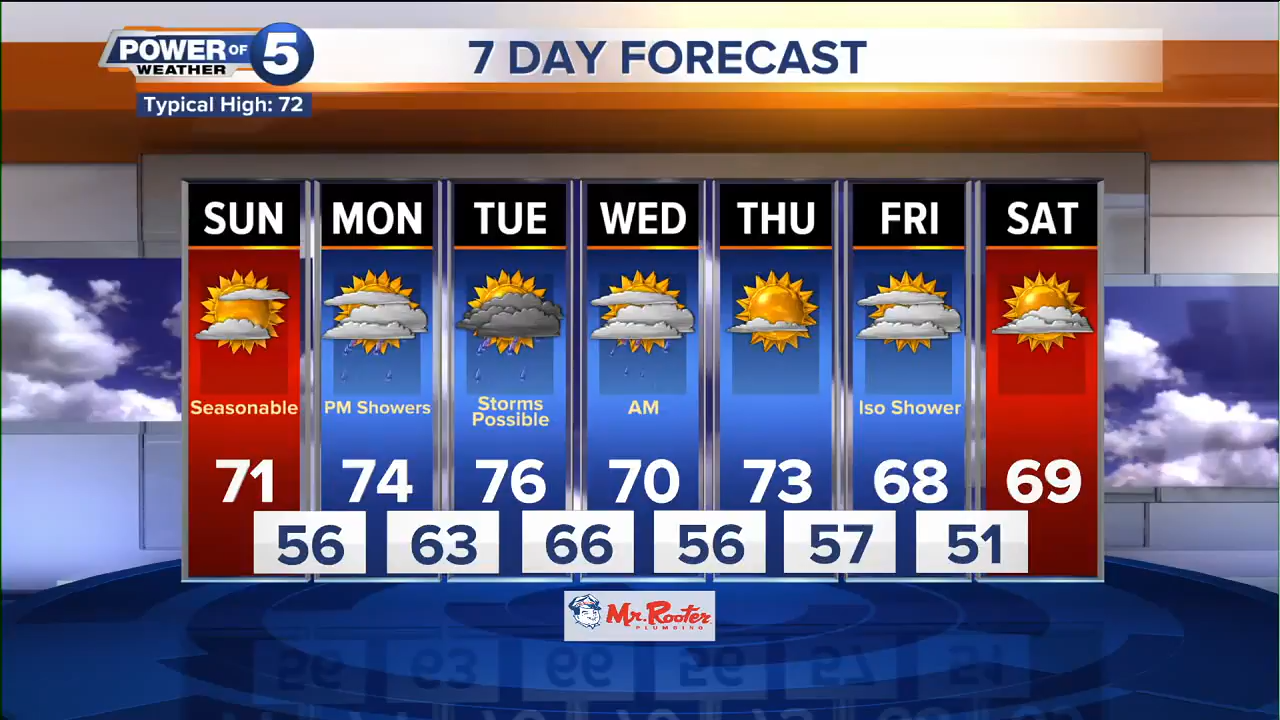 POWER OF 5
WEATHER
7 DAY FORECAST
Typical High: 72
SUN MON TUE WED THU FRI SAT
Seasonable PM Showers Storms Possible AM Iso Shower
71 74 76 70 73 68 69
56 63 66 56 57 51
Mr. Rooter
PLUMBING